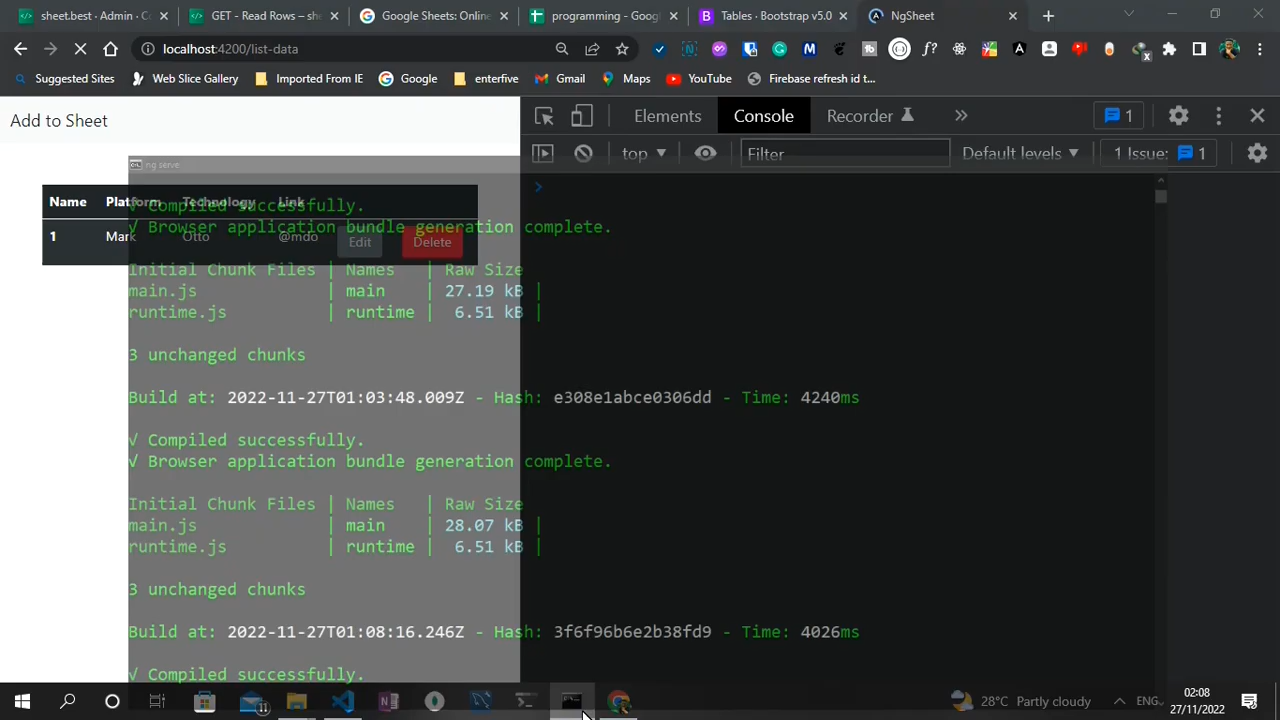 sheet.best - Admin - C
GET - Read Rows – she
Google Sheets: Online
programming - Googl
Tables · Bootstrap v5.0
NgSheet
localhost:4200/list-data
Suggested Sites
Web Slice Gallery
Imported From IE
Google
enterfive
Gmail
Maps
YouTube
Firebase refresh id t...
Add to Sheet
Elements
Console
Recorder
1
top
Filter
Default levels
1 Issue:
1
ng serve
Name Platform Technology Link
1 Mark Otto @mdo Edit Delete
√ Compiled successfully.
√ Browser application bundle generation complete.
Initial Chunk Files | Names | Raw Size
main.js | main | 27.19 kB |
runtime.js | runtime | 6.51 kB |
3 unchanged chunks
Build at: 2022-11-27T01:03:48.009Z - Hash: e308e1abce0306dd - Time: 4240ms
√ Compiled successfully.
√ Browser application bundle generation complete.
Initial Chunk Files | Names | Raw Size
main.js | main | 28.07 kB |
runtime.js | runtime | 6.51 kB |
3 unchanged chunks
Build at: 2022-11-27T01:08:16.246Z - Hash: 3f6f96b6e2b38fd9 - Time: 4026ms
√ Compiled successfully.
11
28°C Partly cloudy
ENG
02:08
27/11/2022